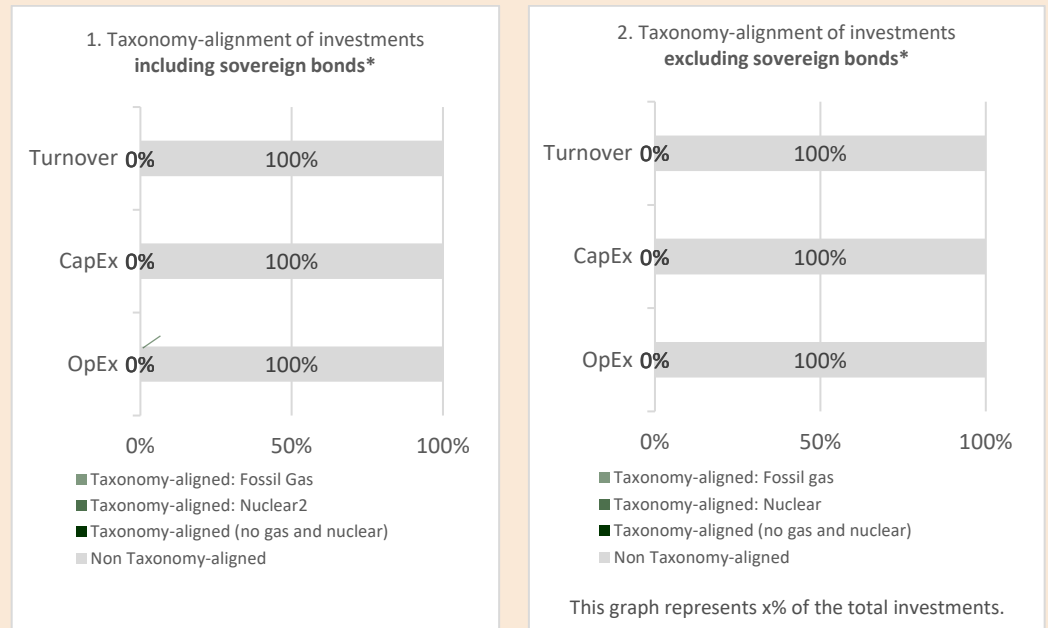 1. Taxonomy-alignment of investments
including sovereign bonds*
Turnover 0% 100%
CapEx 0% 100%
OpEx 0% 100%
0% 50% 100%
Taxonomy-aligned: Fossil Gas
Taxonomy-aligned: Nuclear2
Taxonomy-aligned (no gas and nuclear)
Non Taxonomy-aligned
2. Taxonomy-alignment of investments
excluding sovereign bonds*
Turnover 0% 100%
CapEx 0% 100%
OpEx 0% 100%
0% 50% 100%
Taxonomy-aligned: Fossil gas
Taxonomy-aligned: Nuclear
Taxonomy-aligned (no gas and nuclear)
Non Taxonomy-aligned
This graph represents x% of the total investments.